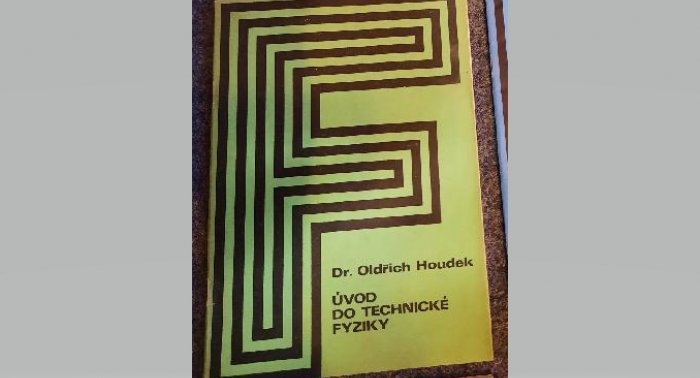 Dr. Oldřich Houdek
ÚVOD
DO TECHNICKÉ
FYZIKY